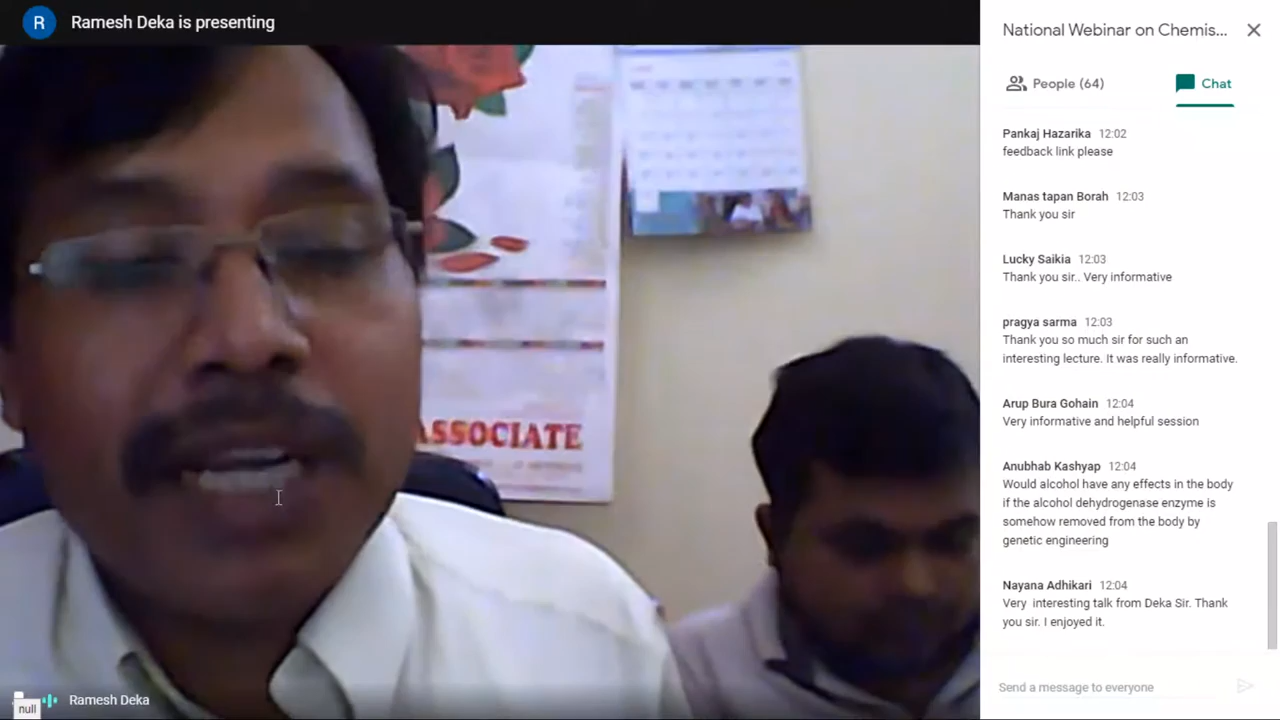 R
Ramesh Deka is presenting
ASSOCIATE
Ramesh Deka
null
National Webinar on Chemis...
People (64)
Chat
Pankaj Hazarika 12:02
feedback link please
Manas tapan Borah 12:03
Thank you sir
Lucky Saikia 12:03
Thank you sir.. Very informative
pragya sarma 12:03
Thank you so much sir for such an
interesting lecture. It was really informative.
Arup Bura Gohain 12:04
Very informative and helpful session
Anubhab Kashyap 12:04
Would alcohol have any effects in the body
if the alcohol dehydrogenase enzyme is
somehow removed from the body by
genetic engineering
Nayana Adhikari 12:04
Very interesting talk from Deka Sir. Thank
you sir. I enjoyed it.
Send a message to everyone